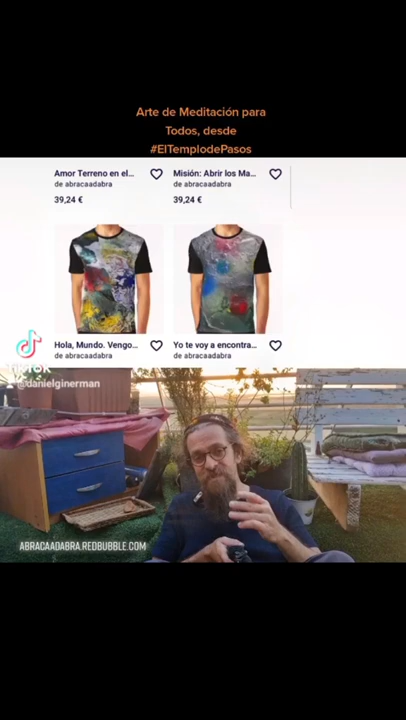 Arte de Meditación para
Todos, desde
#ElTemplodePasos
Amor Terreno en el...
de abracaadabra
39,24 €
Misión: Abrir los Ma...
de abracaadabra
39,24 €
Hola, Mundo. Vengo...
de abracaadabra
Yo te voy a encontra...
de abracaadabra
TikTok
@danielginerman
ABRACAADABRA.REDBUBBLE.COM